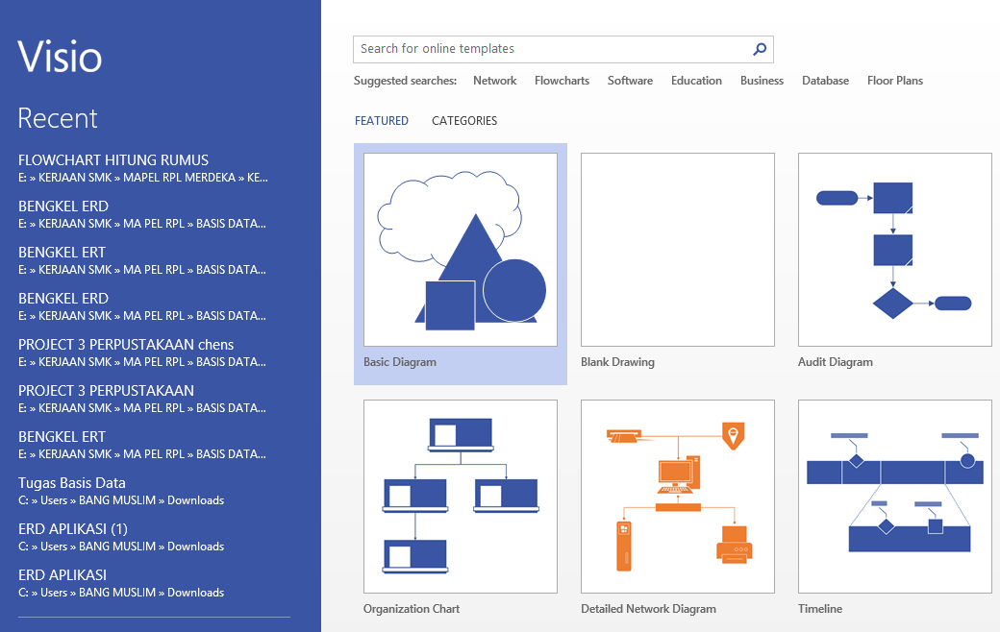 Visio
Recent
FLOWCHART HITUNG RUMUS
E: » KERJAAN SMK » MAPEL RPL MERDEKA » KE...
BENGKEL ERD
E: » KERJAAN SMK » MA PEL RPL » BASIS DATA...
BENGKEL ERT
E: » KERJAAN SMK » MA PEL RPL » BASIS DATA...
BENGKEL ERD
E: » KERJAAN SMK » MA PEL RPL » BASIS DATA...
PROJECT 3 PERPUSTAKAAN chens
E: » KERJAAN SMK » MA PEL RPL » BASIS DATA...
PROJECT 3 PERPUSTAKAAN
E: » KERJAAN SMK » MA PEL RPL » BASIS DATA...
BENGKEL ERT
E: » KERJAAN SMK » MA PEL RPL » BASIS DATA...
Tugas Basis Data
C: » Users » BANG MUSLIM » Downloads
ERD APLIKASI (1)
C: » Users » BANG MUSLIM » Downloads
ERD APLIKASI
C: » Users » BANG MUSLIM » Downloads
Search for online templates
Suggested searches: Network Flowcharts Software Education Business Database Floor Plans
FEATURED CATEGORIES
Basic Diagram Blank Drawing Audit Diagram
Organization Chart Detailed Network Diagram Timeline